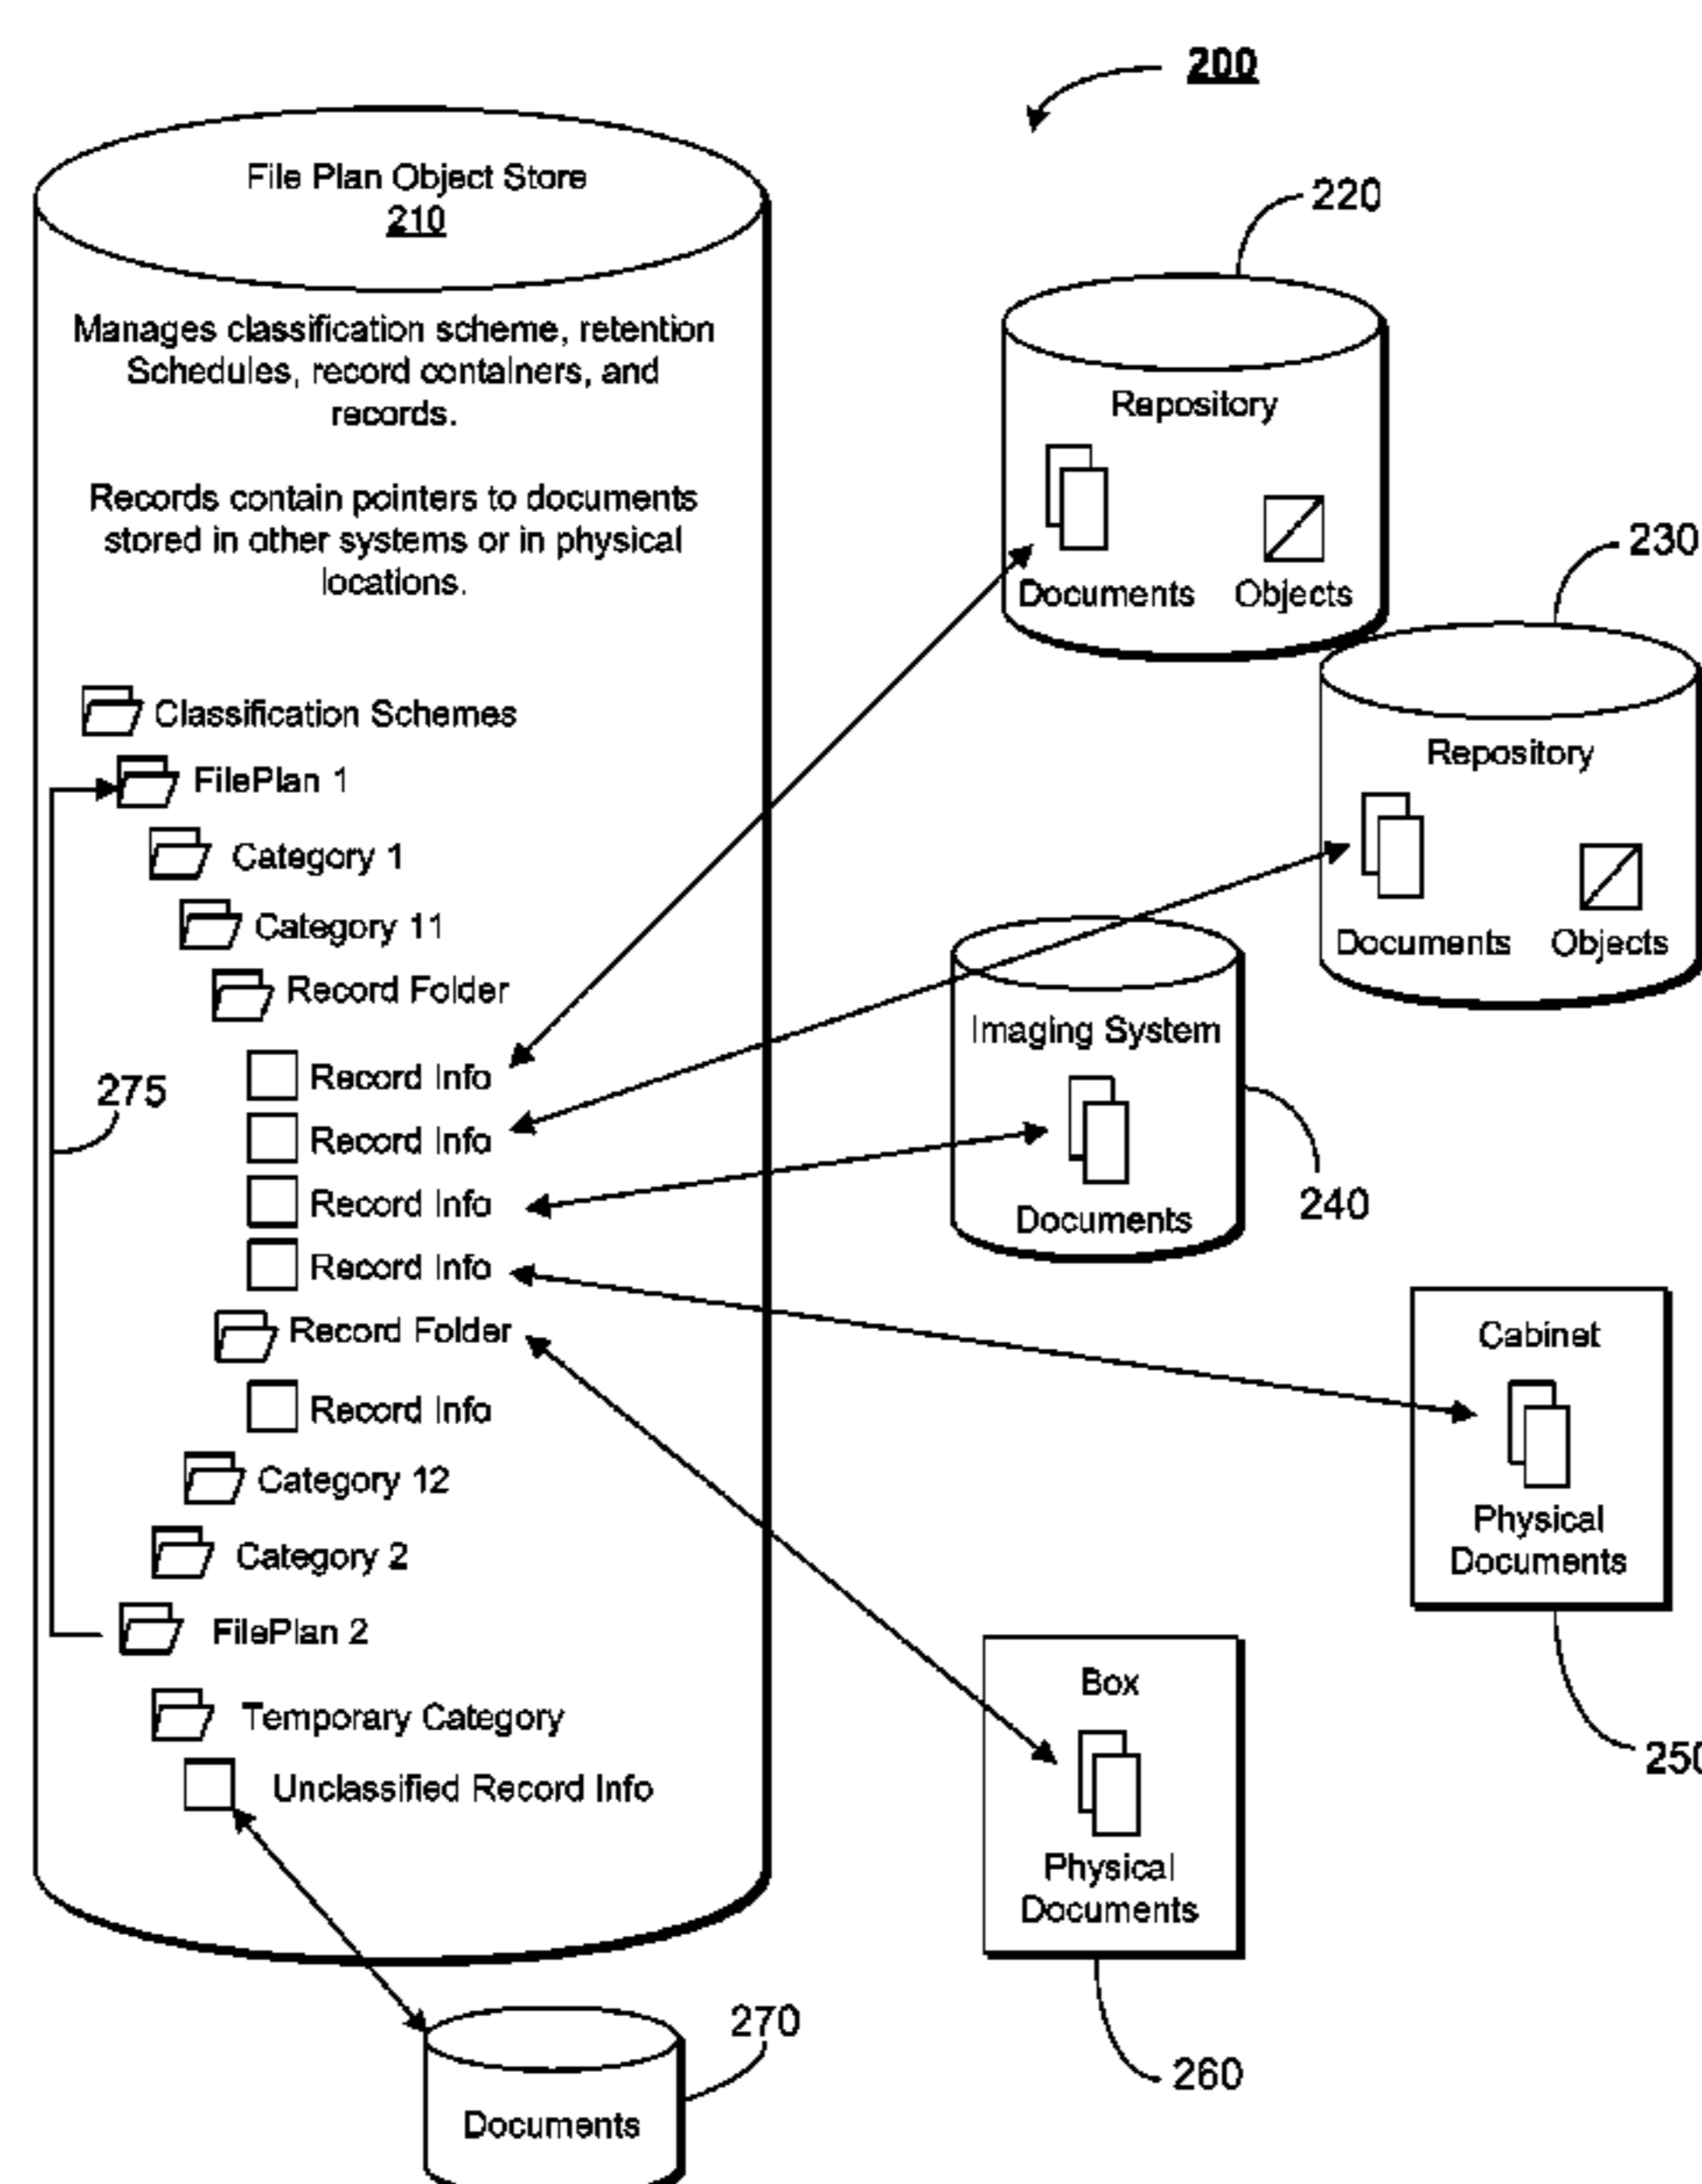 200
File Plan Object Store
210
Manages classification scheme, retention
Schedules, record containers, and
records.
Records contain pointers to documents
stored in other systems or in physical
locations.
Classification Schemes
FilePlan 1
Category 1
Category 11
Record Folder
Record Info
Record Info
Record Info
Record Info
Record Folder
Record Info
Category 12
Category 2
FilePlan 2
Temporary Category
Unclassified Record Info
275
220
Repository
Documents Objects
230
Repository
Documents Objects
Imaging System
Documents
240
Cabinet
Physical
Documents
250
Box
Physical
Documents
260
270
Documents